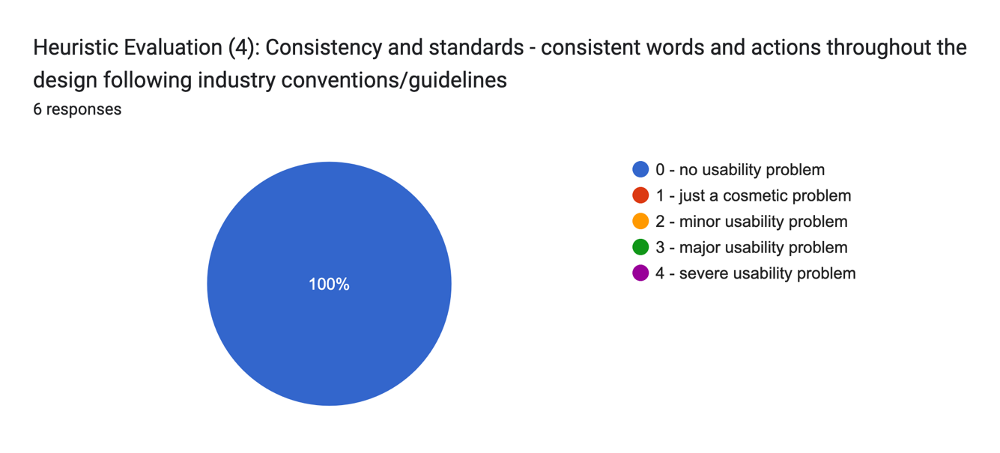 Heuristic Evaluation (4): Consistency and standards - consistent words and actions throughout the
design following industry conventions/guidelines
6 responses
100%
0 - no usability problem
1 - just a cosmetic problem
2 - minor usability problem
3 - major usability problem
4 - severe usability problem